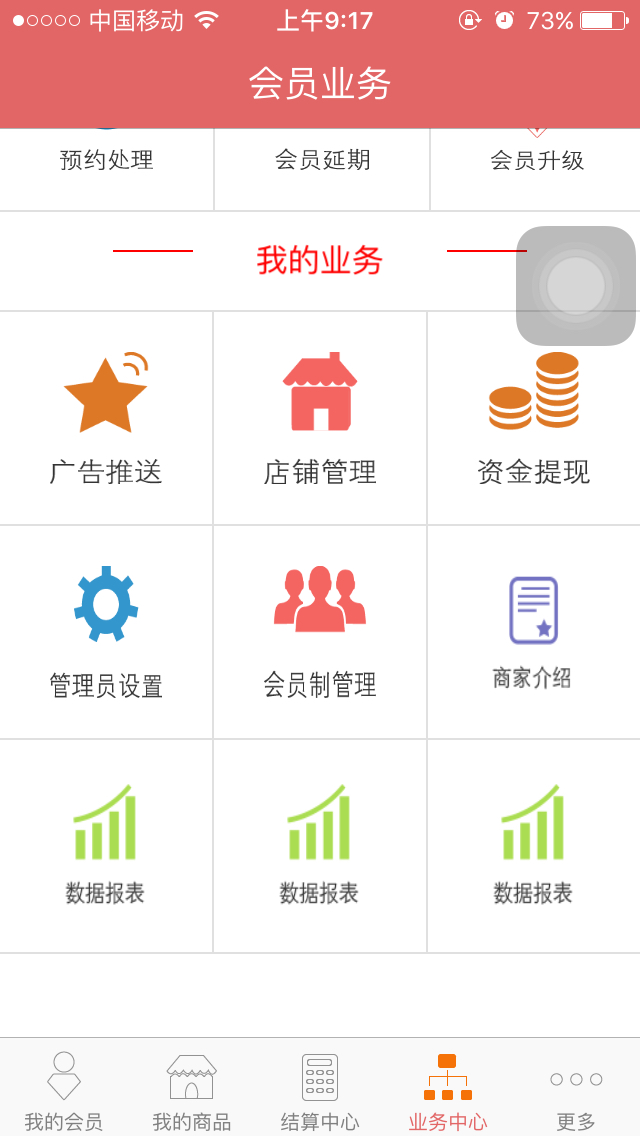 中国移动 上午9:17 73%
会员业务
预约处理 会员延期 会员升级
我的业务
广告推送 店铺管理 资金提现
管理员设置 会员制管理 商家介绍
数据报表 数据报表 数据报表
我的会员 我的商品 结算中心 业务中心 更多